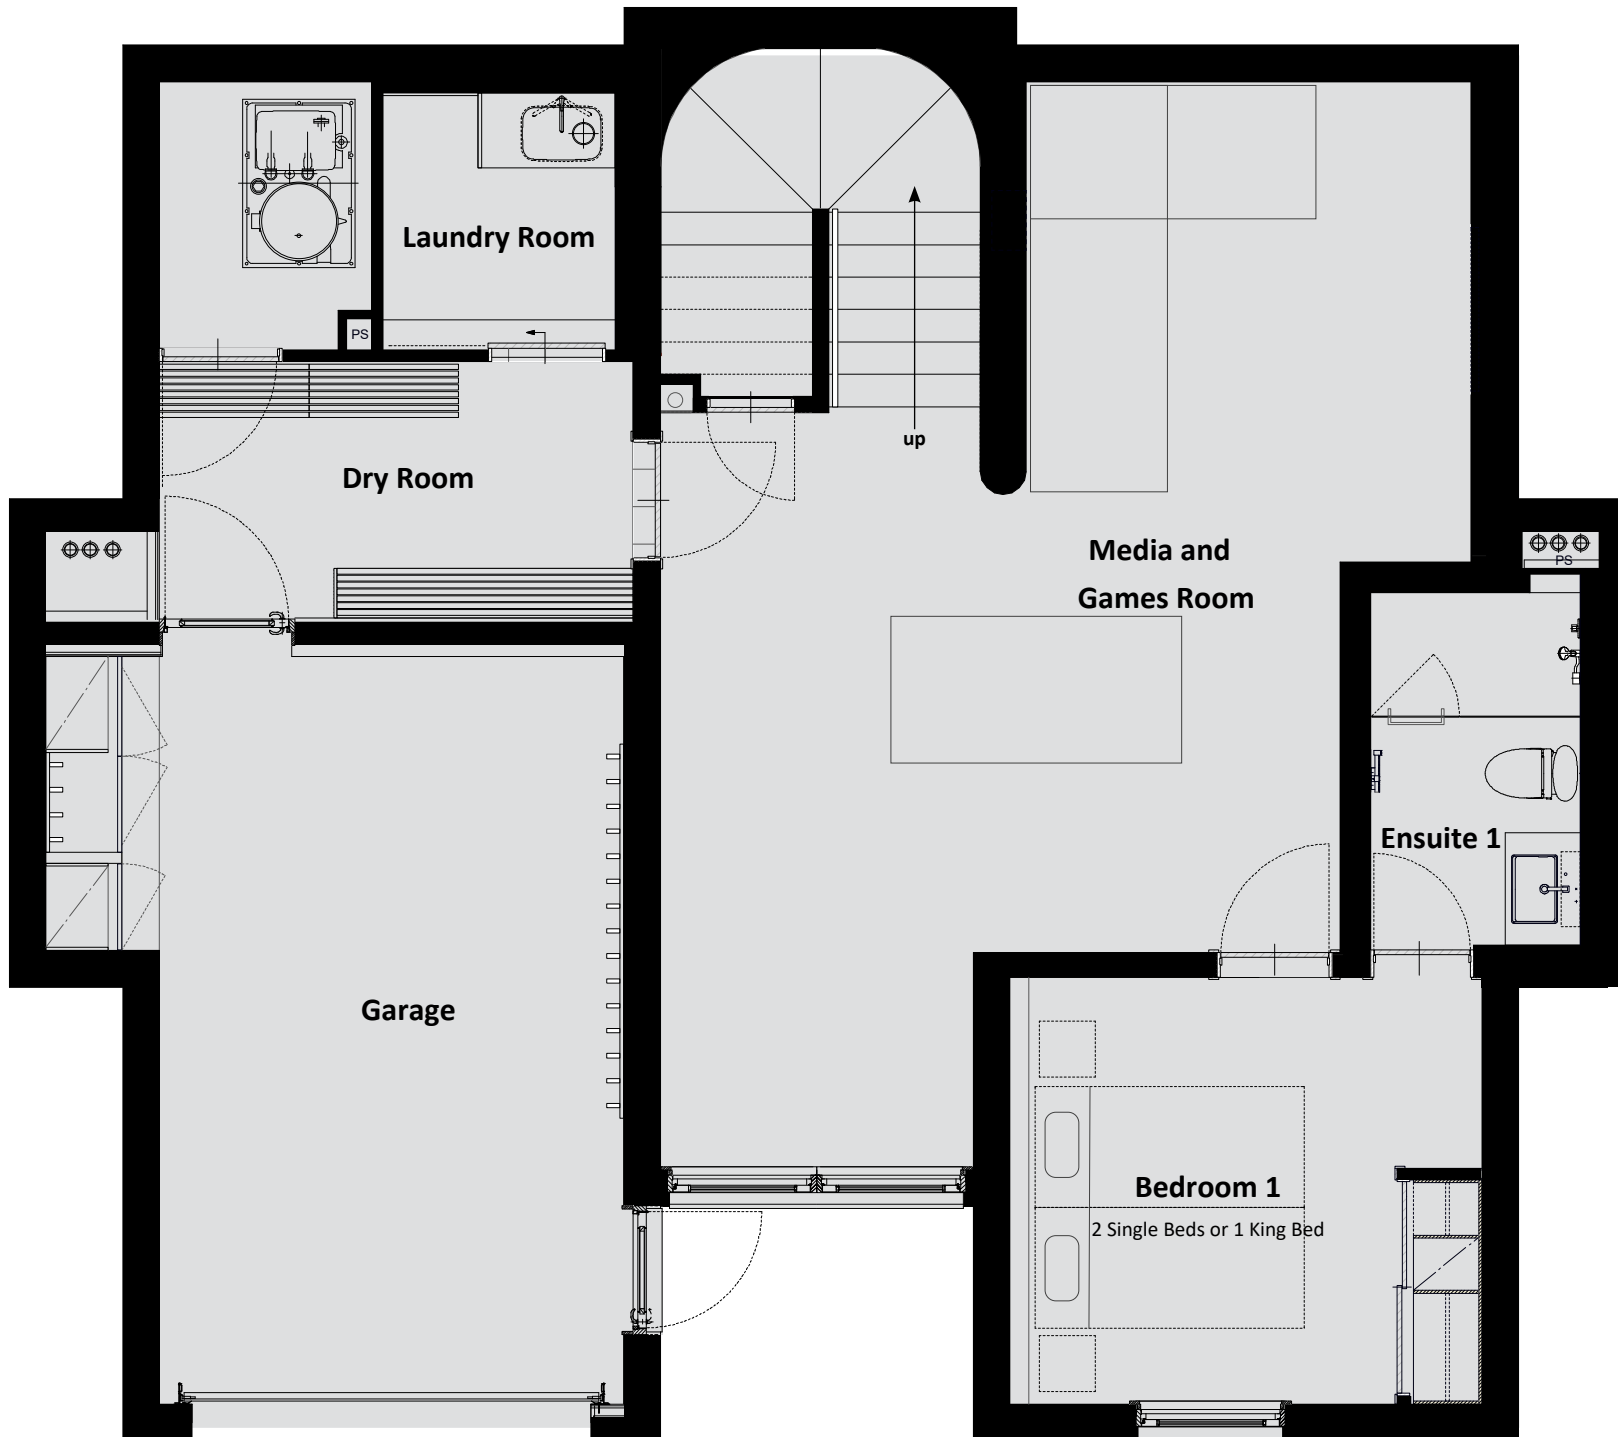 Laundry Room
PS
up
Dry Room
Media and
Games Room
PS
Ensuite 1
Garage
Bedroom 1
2 Single Beds or 1 King Bed